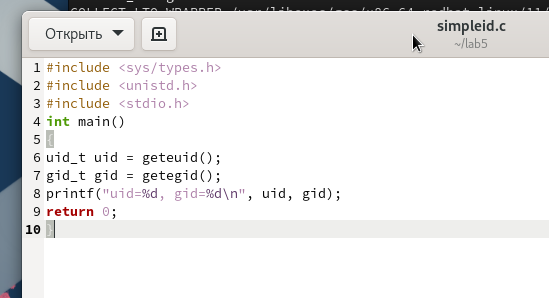 COLLECT_LTO_WRAPPER
Открыть
simpleid.c
~/lab5
1 #include <sys/types.h>
2 #include <unistd.h>
3 #include <stdio.h>
4 int main()
5 {
6 uid_t uid = geteuid();
7 gid_t gid = getegid();
8 printf("uid=%d, gid=%d\n", uid, gid);
9 return 0;
10 }